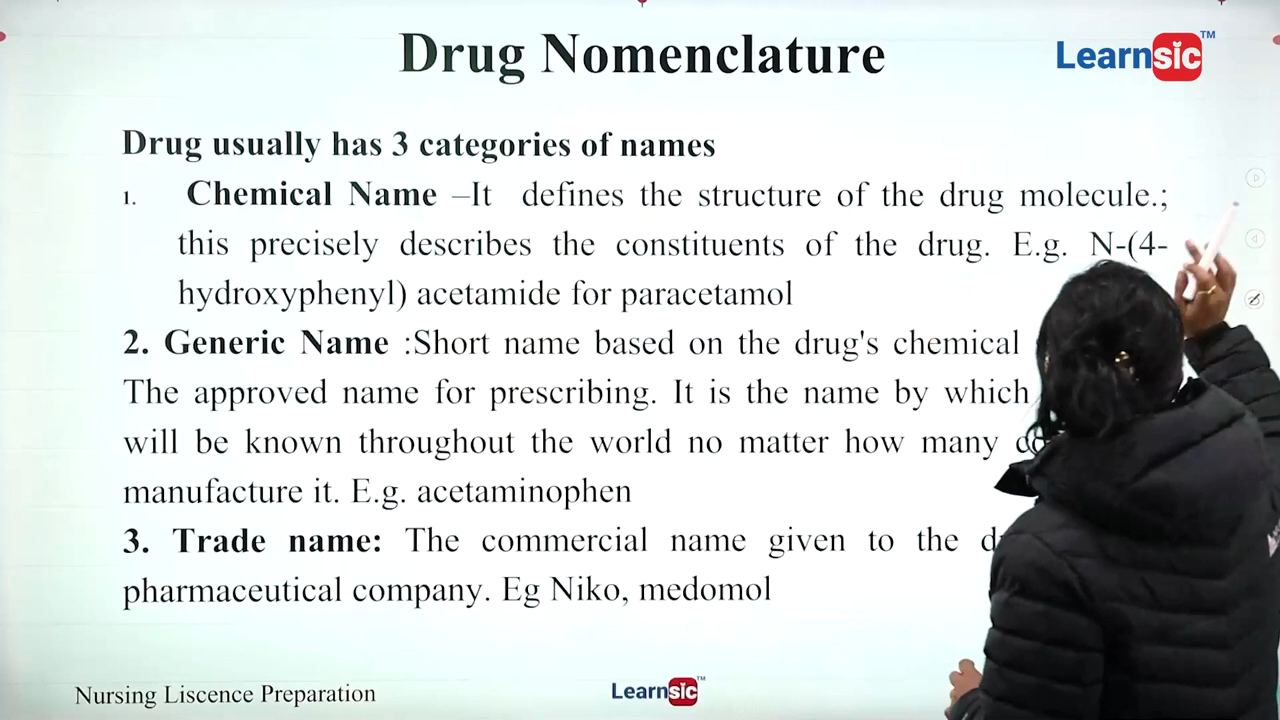 Drug Nomenclature
Learnsic™
Drug usually has 3 categories of names
1. Chemical Name –It defines the structure of the drug molecule.;
this precisely describes the constituents of the drug. E.g. N-(4-
hydroxyphenyl) acetamide for paracetamol
2. Generic Name :Short name based on the drug's chemical
The approved name for prescribing. It is the name by which
will be known throughout the world no matter how many
manufacture it. E.g. acetaminophen
3. Trade name: The commercial name given to the
pharmaceutical company. Eg Niko, medomol
Nursing Liscence Preparation
Learnsic™